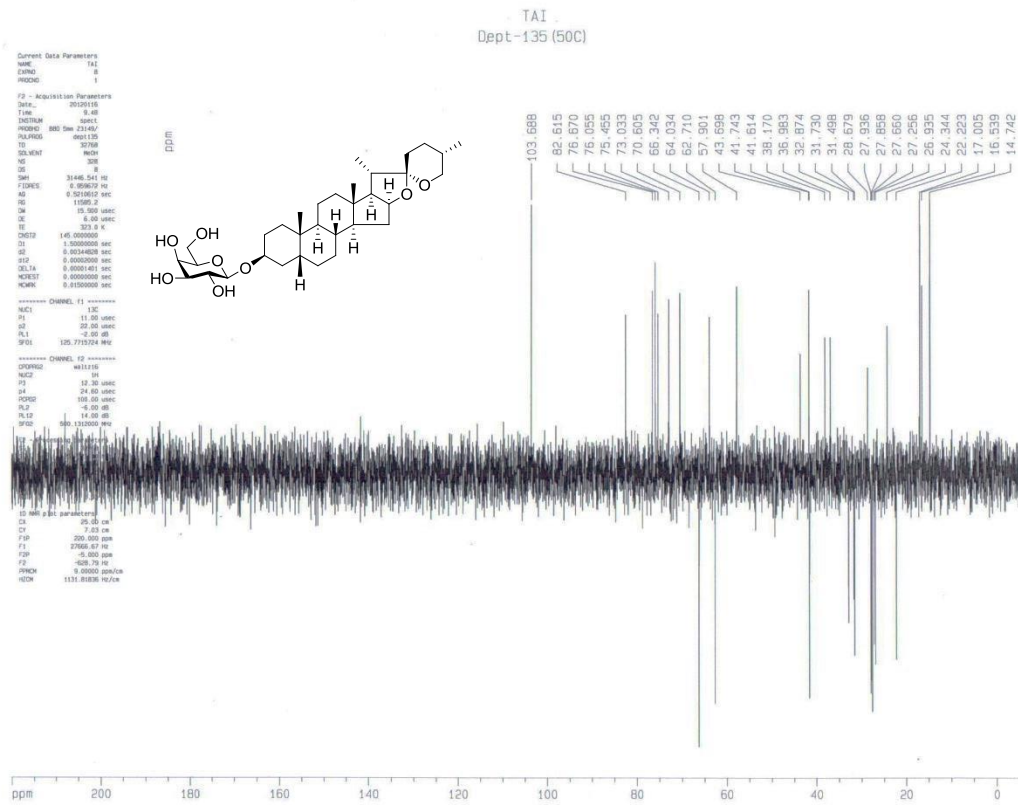 TAI
Dept-135 (50C)
Current Data Parameters
NAME TAI
EXPNO 8
PROCNO 1
F2 - Acquisition Parameters
Date_ 20120116
Time 9.48
INSTRUM spect
PULPROG dept135
TD 32768
SOLVENT MeOH
NS 328
DS 8
SWH 31446.541 Hz
FIDRES 0.959672 Hz
AQ 0.5210612 sec
RG 11585.2
DW 15.900 usec
DE 6.00 usec
TE 323.0 K
CNST2 145.0000000
D1 1.50000000 sec
d2 0.00344828 sec
d12 0.00002000 sec
DELTA 0.00001401 sec
MCREST 0.00000000 sec
MCWRK 0.01500000 sec
======== CHANNEL f1 ========
NUC1 13C
P1 11.00 usec
p2 22.00 usec
PL1 -2.00 dB
SFO1 125.7715724 MHz
======== CHANNEL f2 ========
CPDPRG2 waltz16
NUC2 1H
P3 12.30 usec
p4 24.60 usec
PCPD2 100.00 usec
PL2 -6.00 dB
PL12 14.00 dB
SFO2 500.1312000 MHz
1D NMR plot parameters
CX 25.00 cm
CY 7.03 cm
F1P 220.000 ppm
F1 27666.67 Hz
F2P -5.000 ppm
F2 -628.79 Hz
PPMCM 9.00000 ppm/cm
HZCM 1131.81836 Hz/cm
ppm
103.688
82.615
76.670
76.055
75.455
73.033
70.605
66.342
64.034
62.710
57.901
43.698
41.743
41.614
38.170
36.983
32.874
31.730
31.498
28.679
27.936
27.858
27.660
27.256
26.935
24.344
22.223
17.005
16.539
14.742
O
O
H
H
H
H
H
HO
OH
O
HO
OH
O
ppm 200 180 160 140 120 100 80 60 40 20 0